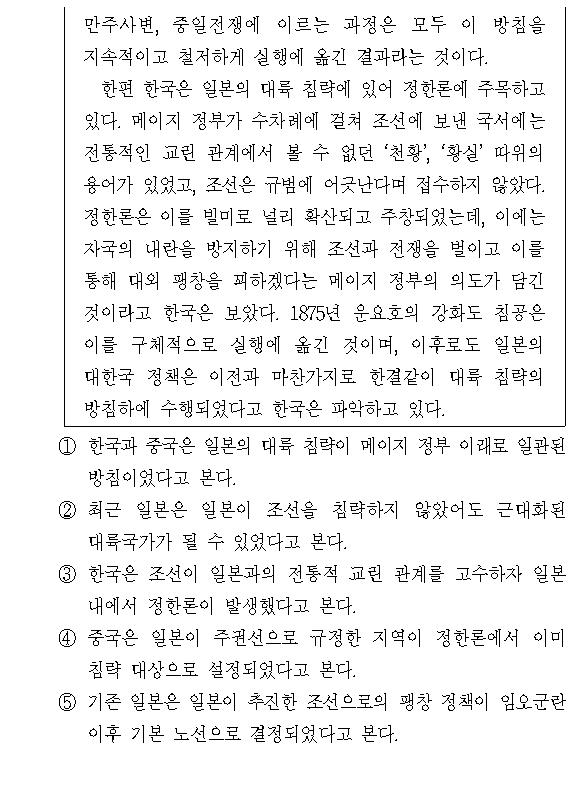 만주사변, 중일전쟁에 이르는 과정은 모두 이 방침을
지속적이고 철저하게 실행에 옮긴 결과라는 것이다.
한편 한국은 일본의 대륙 침략에 있어 정한론에 주목하고
있다. 메이지 정부가 수차례에 걸쳐 조선에 보낸 국서에는
전통적인 교린 관계에서 볼 수 없던 ‘천황’, ‘황실’ 따위의
용어가 있었고, 조선은 규범에 어긋난다며 접수하지 않았다.
정한론은 이를 빌미로 널리 확산되고 주창되었는데, 이에는
자국의 내란을 방지하기 위해 조선과 전쟁을 벌이고 이를
통해 대외 팽창을 꾀하겠다는 메이지 정부의 의도가 담긴
것이라고 한국은 보았다. 1875년 운요호의 강화도 침공은
이를 구체적으로 실행에 옮긴 것이며, 이후로도 일본의
대한국 정책은 이전과 마찬가지로 한결같이 대륙 침략의
방침하에 수행되었다고 한국은 파악하고 있다.
① 한국과 중국은 일본의 대륙 침략이 메이지 정부 이래로 일관된
방침이었다고 본다.
② 최근 일본은 일본이 조선을 침략하지 않았어도 근대화된
대륙국가가 될 수 있었다고 본다.
③ 한국은 조선이 일본과의 전통적 교린 관계를 고수하자 일본
내에서 정한론이 발생했다고 본다.
④ 중국은 일본이 주권선으로 규정한 지역이 정한론에서 이미
침략 대상으로 설정되었다고 본다.
⑤ 기존 일본은 일본이 추진한 조선으로의 팽창 정책이 임오군란
이후 기본 노선으로 결정되었다고 본다.